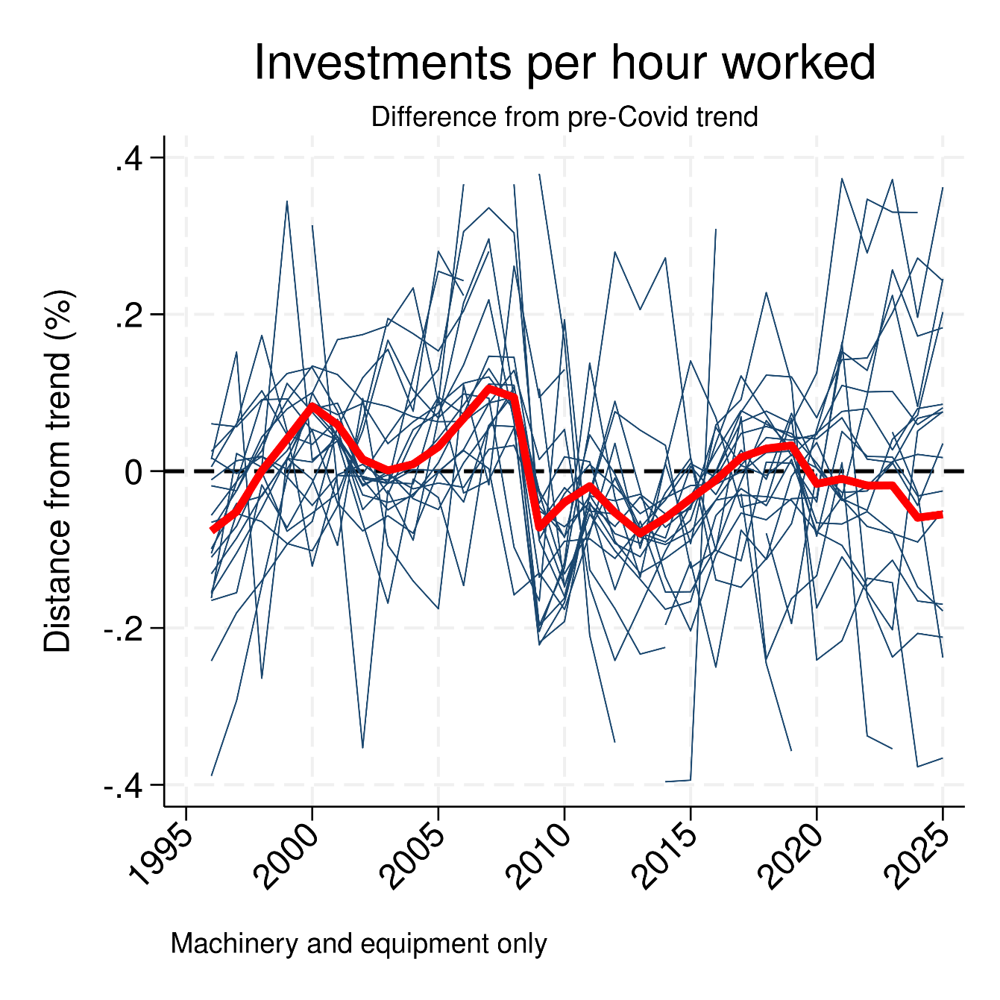 Investments per hour worked
Difference from pre-Covid trend
Distance from trend (%)
.4
.2
0
-.2
-.4
1995 2000 2005 2010 2015 2020 2025
Machinery and equipment only